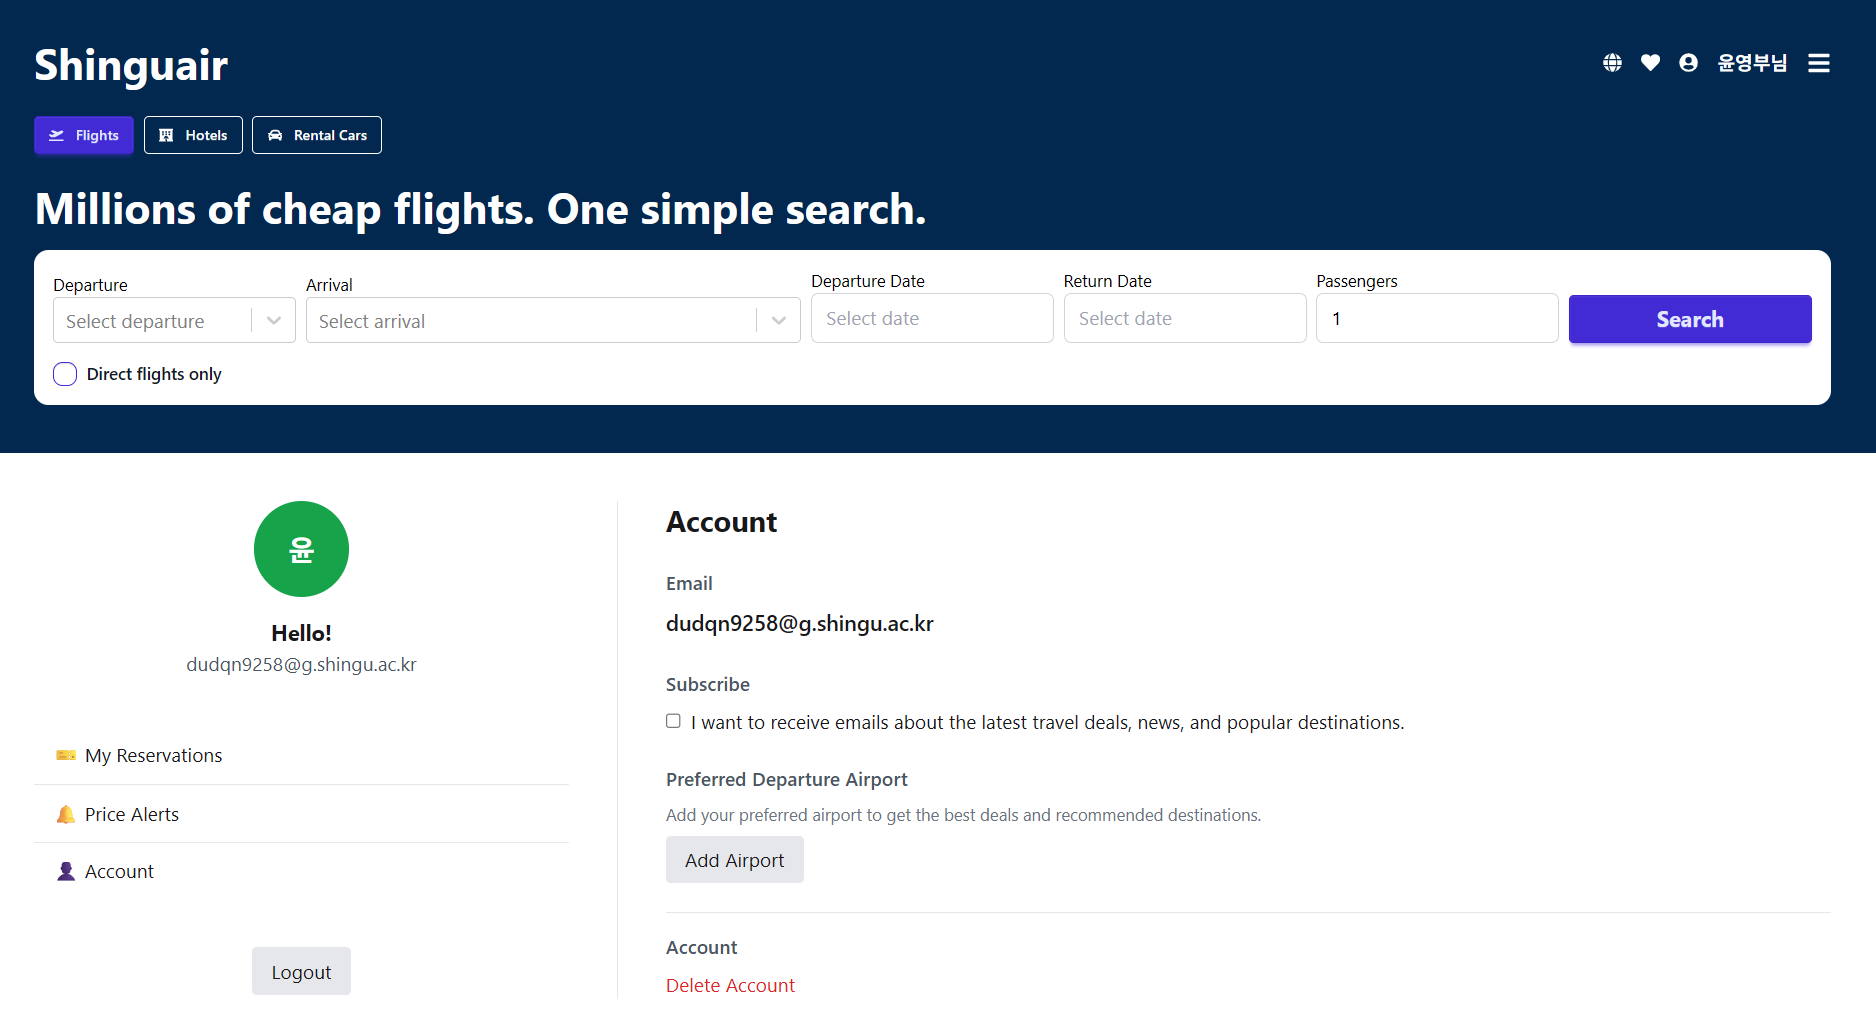 Shinguair
윤영부님
Flights
Hotels
Rental Cars
Millions of cheap flights. One simple search.
Departure
Arrival
Departure Date
Return Date
Passengers
Select departure
Select arrival
Select date
Select date
1
Search
Direct flights only
윤
Hello!
dudqn9258@g.shingu.ac.kr
My Reservations
Price Alerts
Account
Logout
Account
Email
dudqn9258@g.shingu.ac.kr
Subscribe
I want to receive emails about the latest travel deals, news, and popular destinations.
Preferred Departure Airport
Add your preferred airport to get the best deals and recommended destinations.
Add Airport
Account
Delete Account